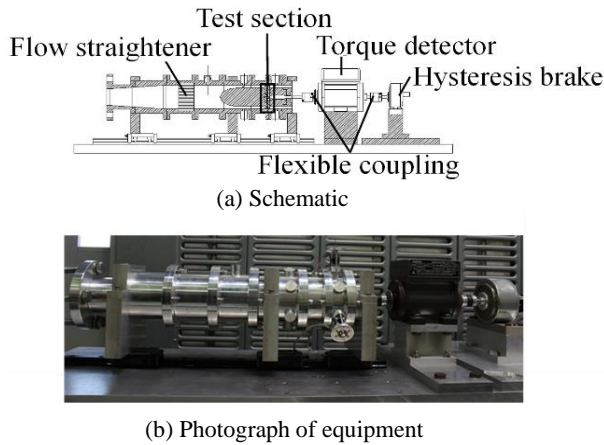 Test section
Flow straightener
Torque detector
Hysteresis brake
Flexible coupling
(a) Schematic
(b) Photograph of equipment